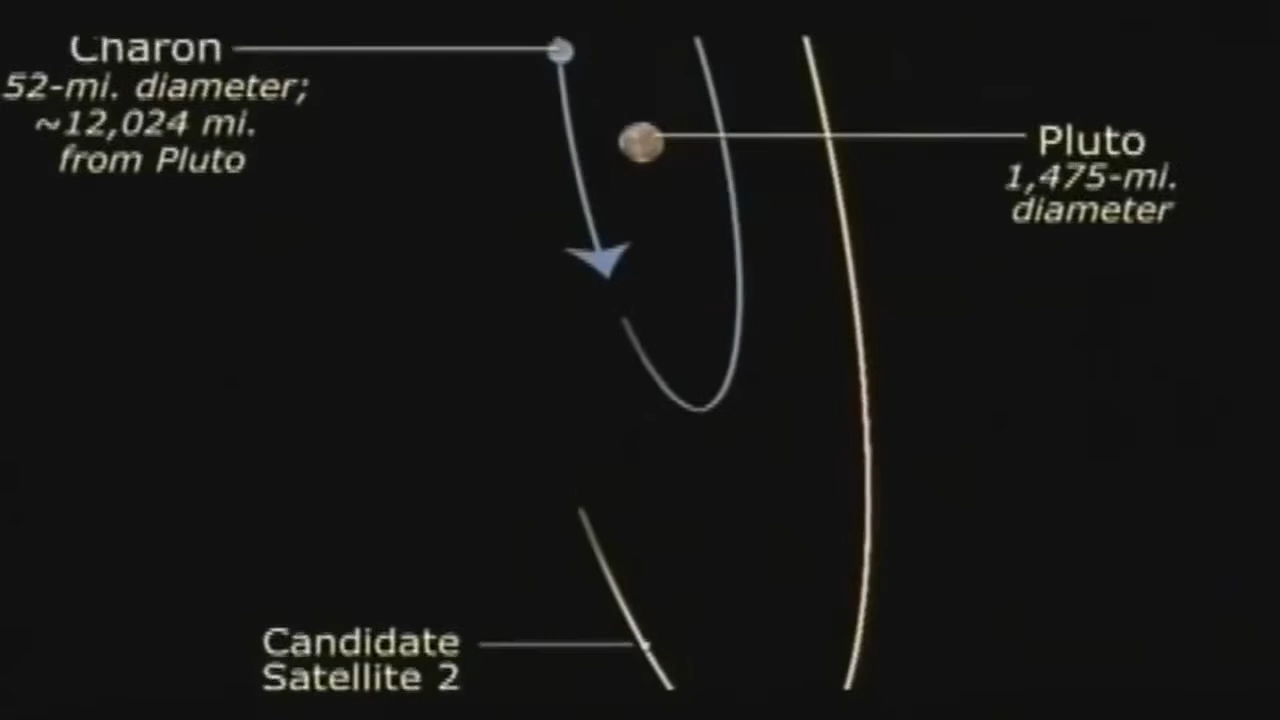 Charon
52-mi. diameter;
~12,024 mi.
from Pluto
Pluto
1,475-mi.
diameter
Candidate
Satellite 2